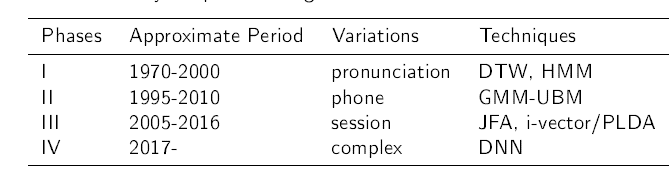 Phases Approximate Period Variations Techniques
I 1970-2000 pronunciation DTW, HMM
II 1995-2010 phone GMM-UBM
III 2005-2016 session JFA, i-vector/PLDA
IV 2017- complex DNN